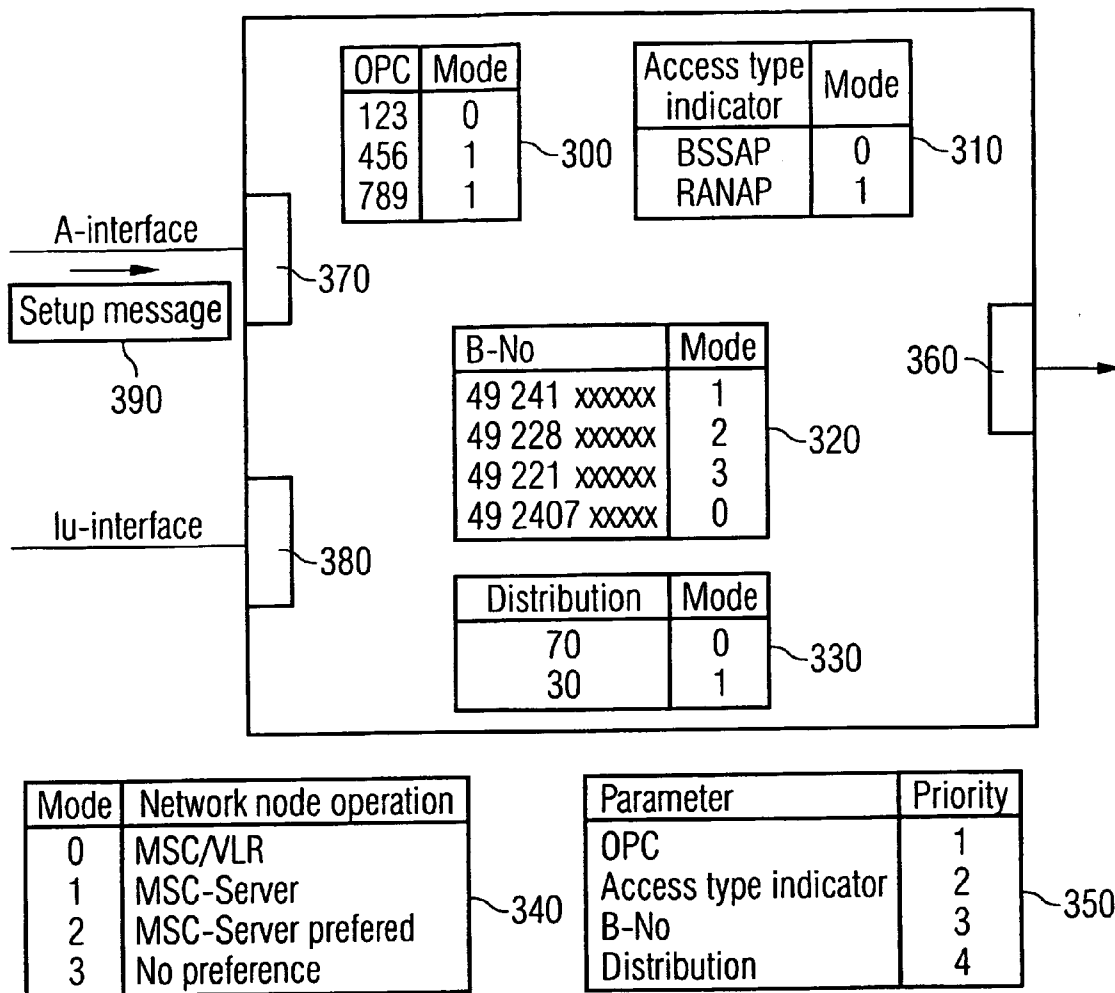 OPC Mode
123 0
456 1
789 1
300
Access type indicator Mode
BSSAP 0
RANAP 1
310
A-interface
Setup message
390
370
B-No Mode
49 241 xxxxxx 1
49 228 xxxxxx 2
49 221 xxxxxx 3
49 2407 xxxxx 0
320
360
Iu-interface
380
Distribution Mode
70 0
30 1
330
Mode Network node operation
0 MSC/VLR
1 MSC-Server
2 MSC-Server prefered
3 No preference
340
Parameter Priority
OPC 1
Access type indicator 2
B-No 3
Distribution 4
350